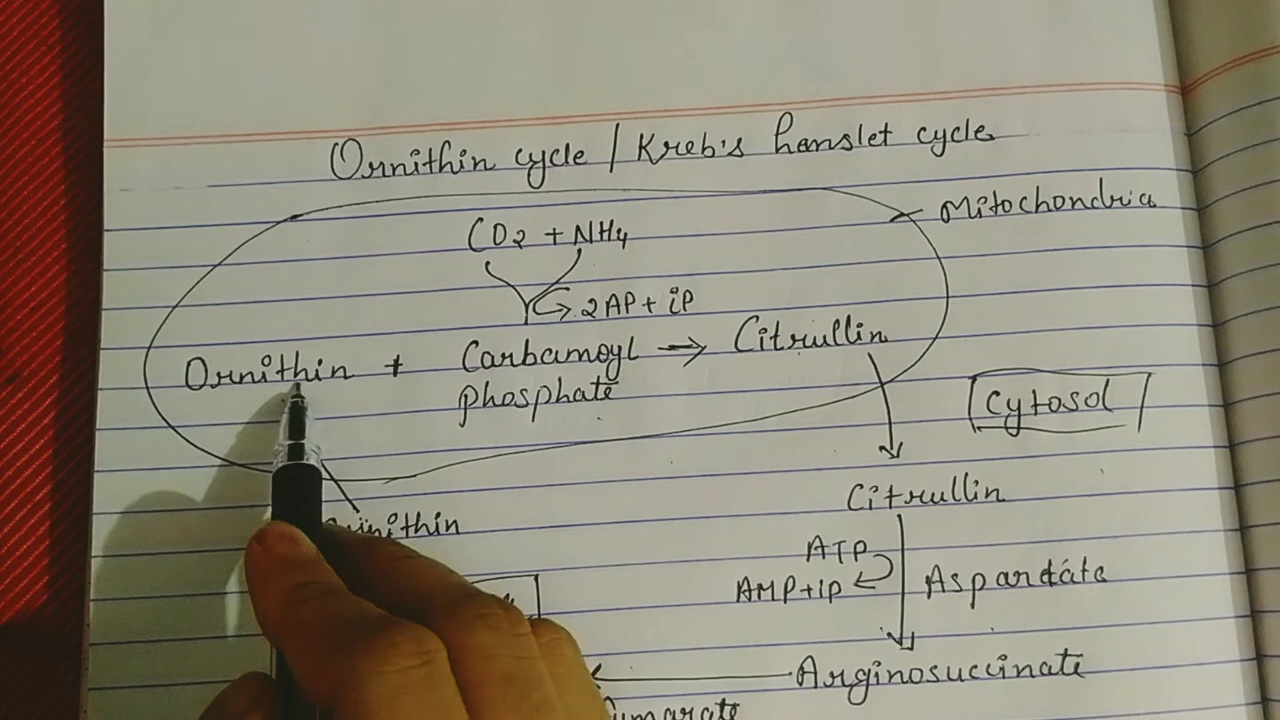 Ornithin cycle / Kreb's henslet cycle
Mitochondria
CO2 + NH4
2AP + iP
Ornithin + Carbamoyl phosphate → Citrullin
Cytosol
Citrullin
ATP
AMP+iP
Aspartate
Arginosuccinate